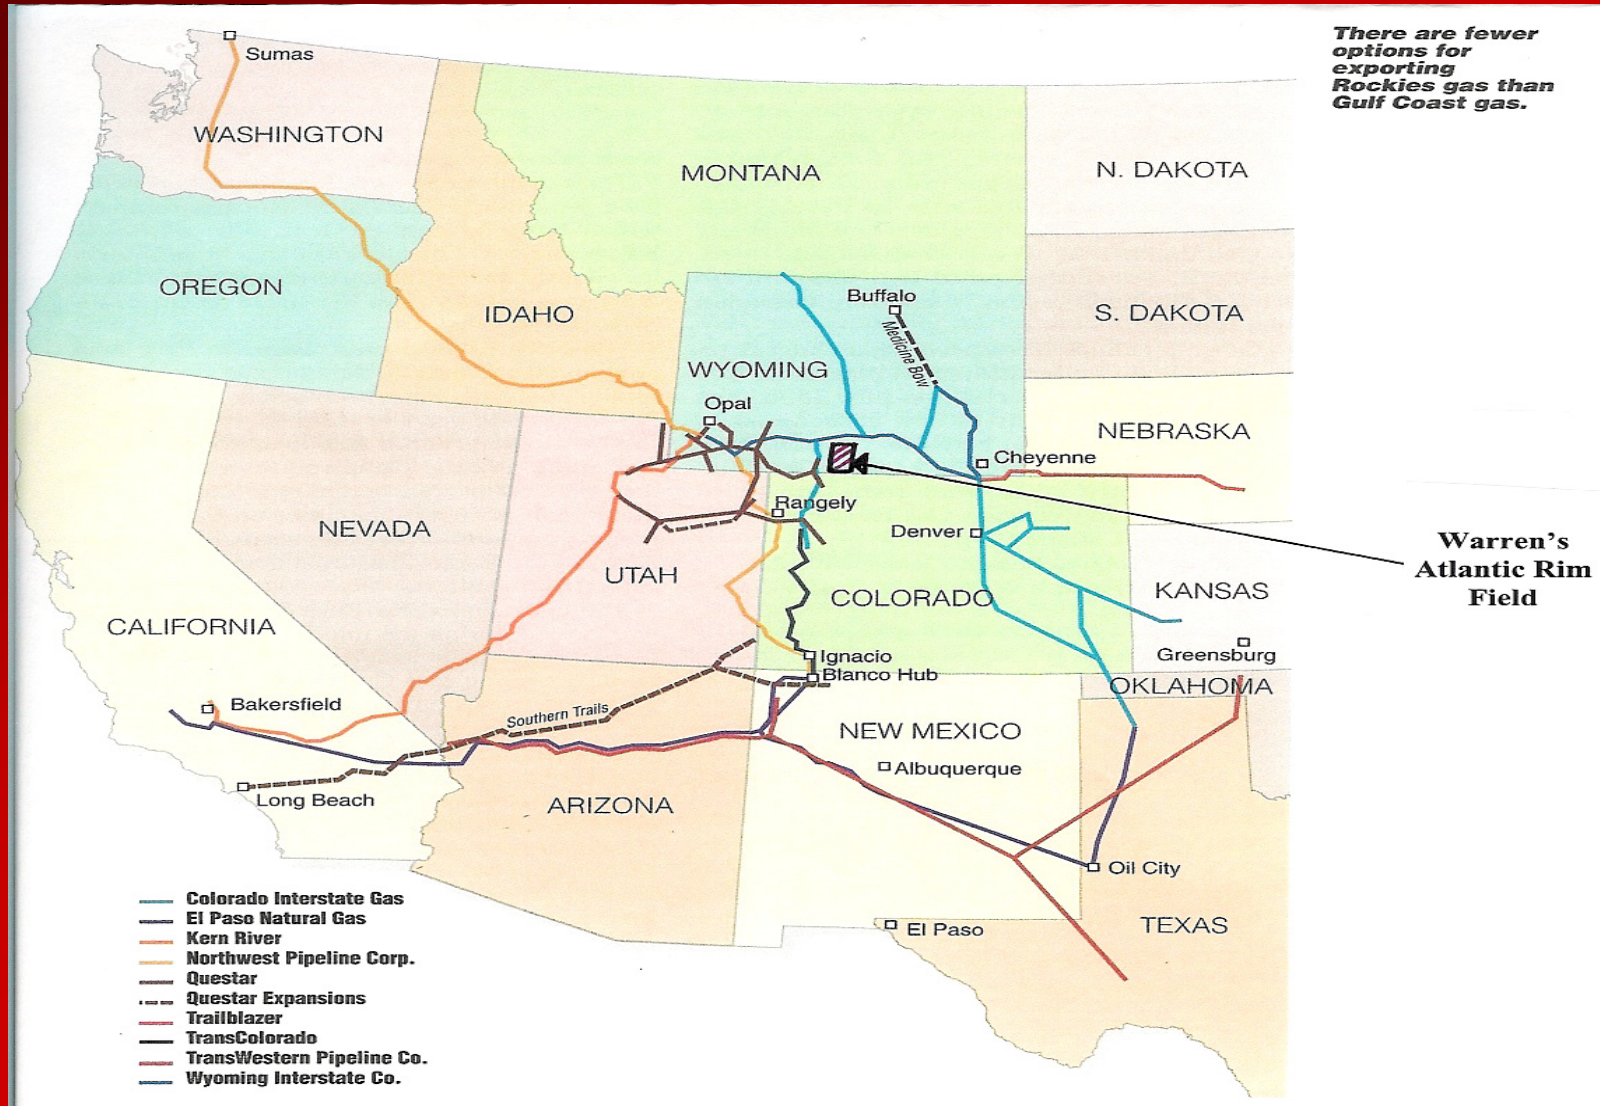 There are fewer
options for
exporting
Rockies gas than
Gulf Coast gas.
Sumas
WASHINGTON
MONTANA
N. DAKOTA
OREGON
IDAHO
Buffalo
S. DAKOTA
Medicine Bow
WYOMING
Opal
NEBRASKA
Cheyenne
Rangely
NEVADA
Denver
Warren's
Atlantic Rim
Field
UTAH
COLORADO
KANSAS
CALIFORNIA
Greensburg
Ignacio
Blanco Hub
OKLAHOMA
Bakersfield
Southern Trails
NEW MEXICO
Albuquerque
Long Beach
ARIZONA
Oil City
El Paso
TEXAS
Colorado Interstate Gas
El Paso Natural Gas
Kern River
Northwest Pipeline Corp.
Questar
Questar Expansions
Trailblazer
TransColorado
TransWestern Pipeline Co.
Wyoming Interstate Co.